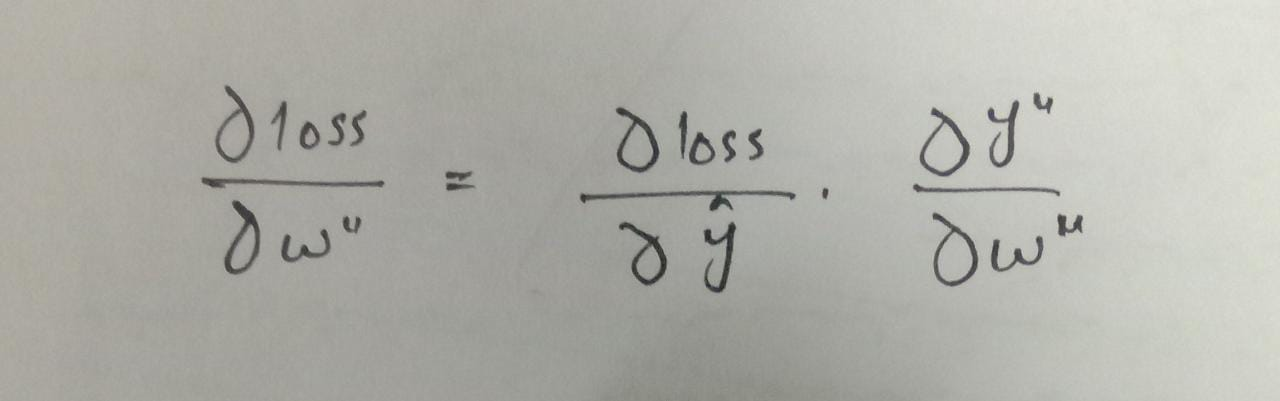 ∂loss/∂w" = ∂loss/∂ŷ · ∂y"/∂w"